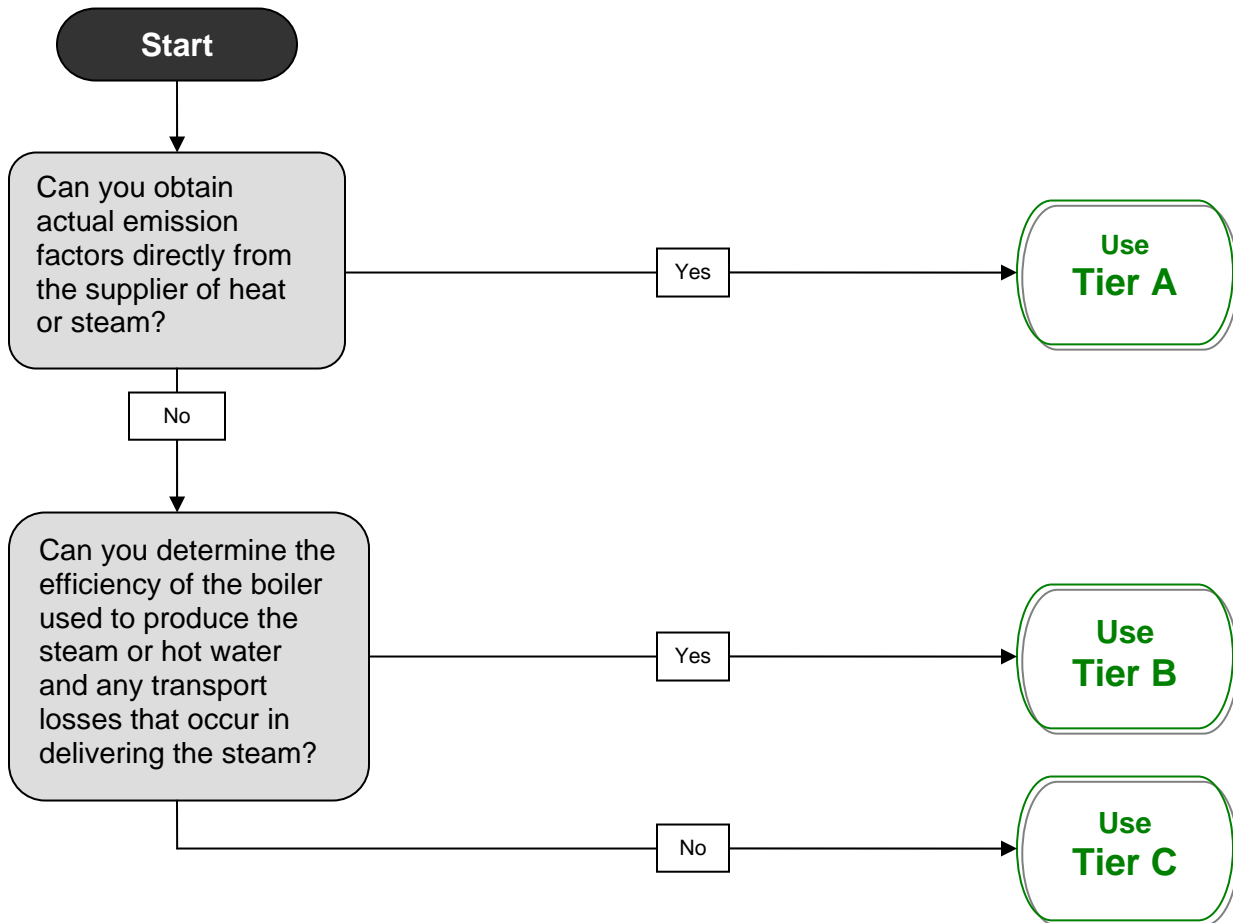 Start
Can you obtain
actual emission
factors directly from
the supplier of heat
or steam?
Yes
Use
Tier A
No
Can you determine the
efficiency of the boiler
used to produce the
steam or hot water
and any transport
losses that occur in
delivering the steam?
Yes
Use
Tier B
No
Use
Tier C